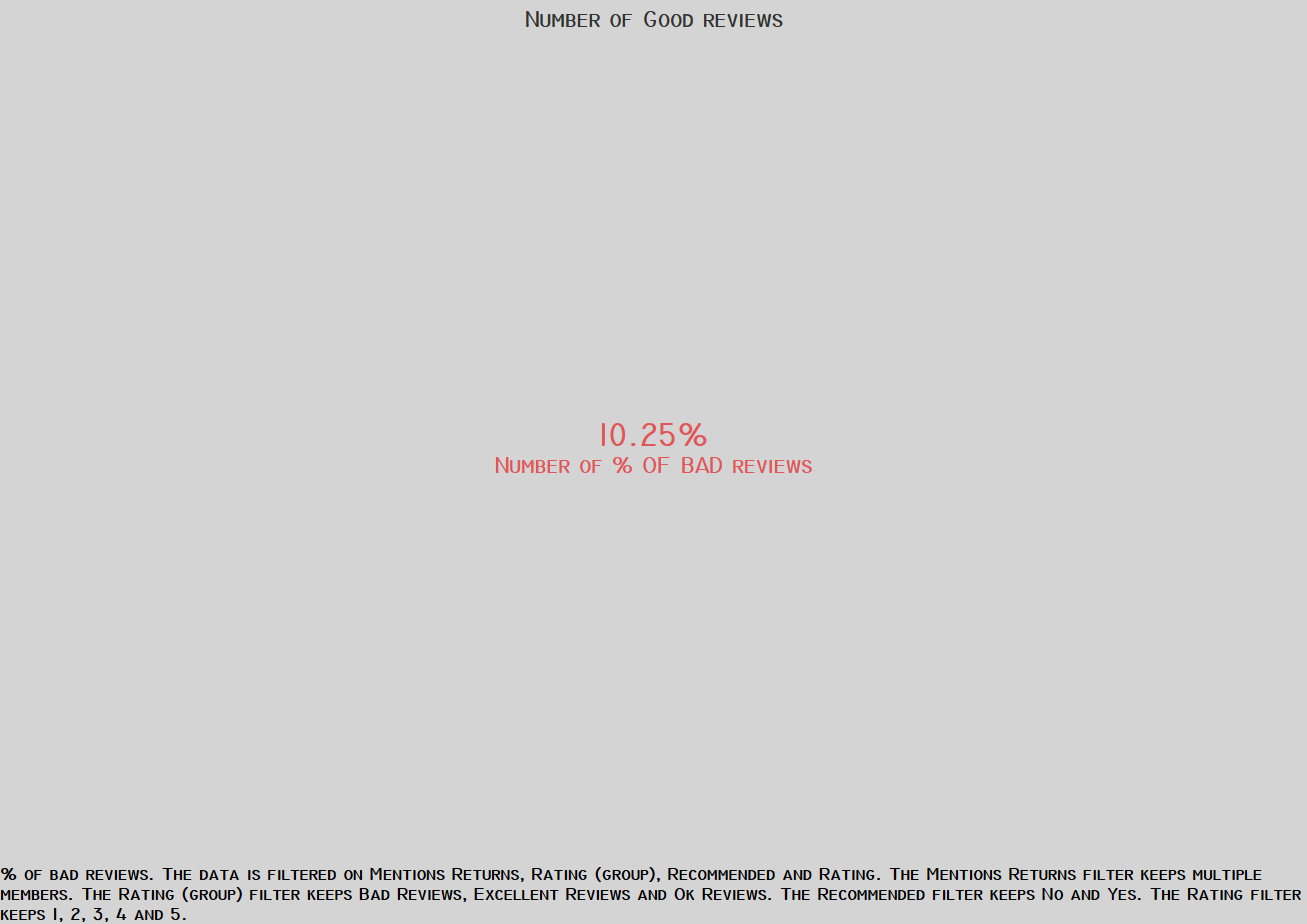 Number of Good reviews
10.25%
Number of % OF BAD reviews
% of bad reviews. The data is filtered on Mentions Returns, Rating (group), Recommended and Rating. The Mentions Returns filter keeps multiple
members. The Rating (group) filter keeps Bad Reviews, Excellent Reviews and Ok Reviews. The Recommended filter keeps No and Yes. The Rating filter
keeps 1, 2, 3, 4 and 5.